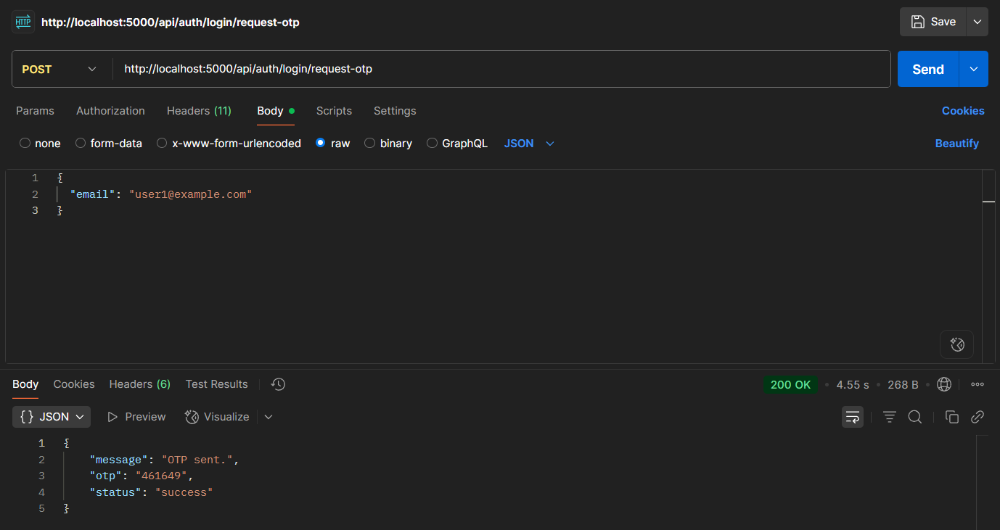 HTTP http://localhost:5000/api/auth/login/request-otp Save
POST http://localhost:5000/api/auth/login/request-otp Send
Params Authorization Headers (11) Body Scripts Settings Cookies
none form-data x-www-form-urlencoded raw binary GraphQL JSON Beautify
1 {
2 "email": "user1@example.com"
3 }
Body Cookies Headers (6) Test Results 200 OK • 4.55 s • 268 B •
{} JSON Preview Visualize
1 {
2 "message": "OTP sent.",
3 "otp": "461649",
4 "status": "success"
5 }